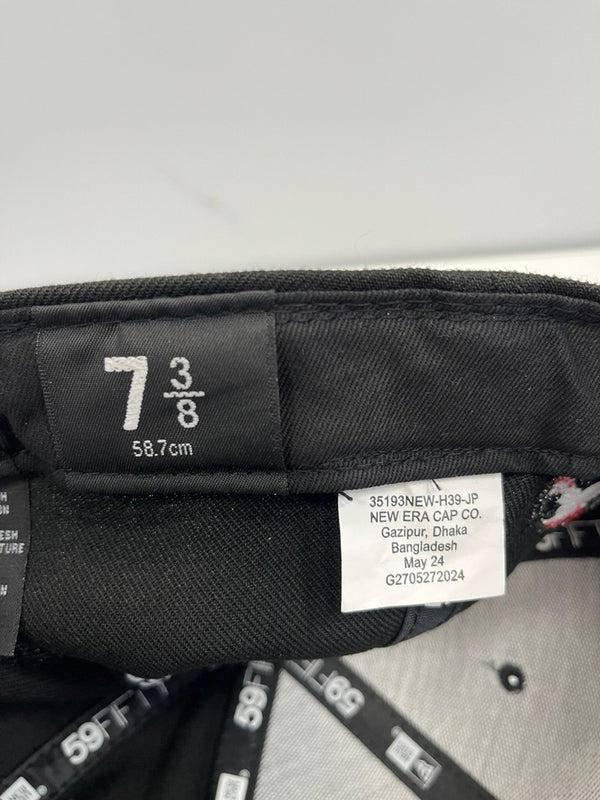 7 3/8
58.7cm
35193NEW-H39-JP
NEW ERA CAP CO.
Gazipur, Dhaka
Bangladesh
May 24
G2705272024
59FIFTY
59FIFTY
59FIFTY